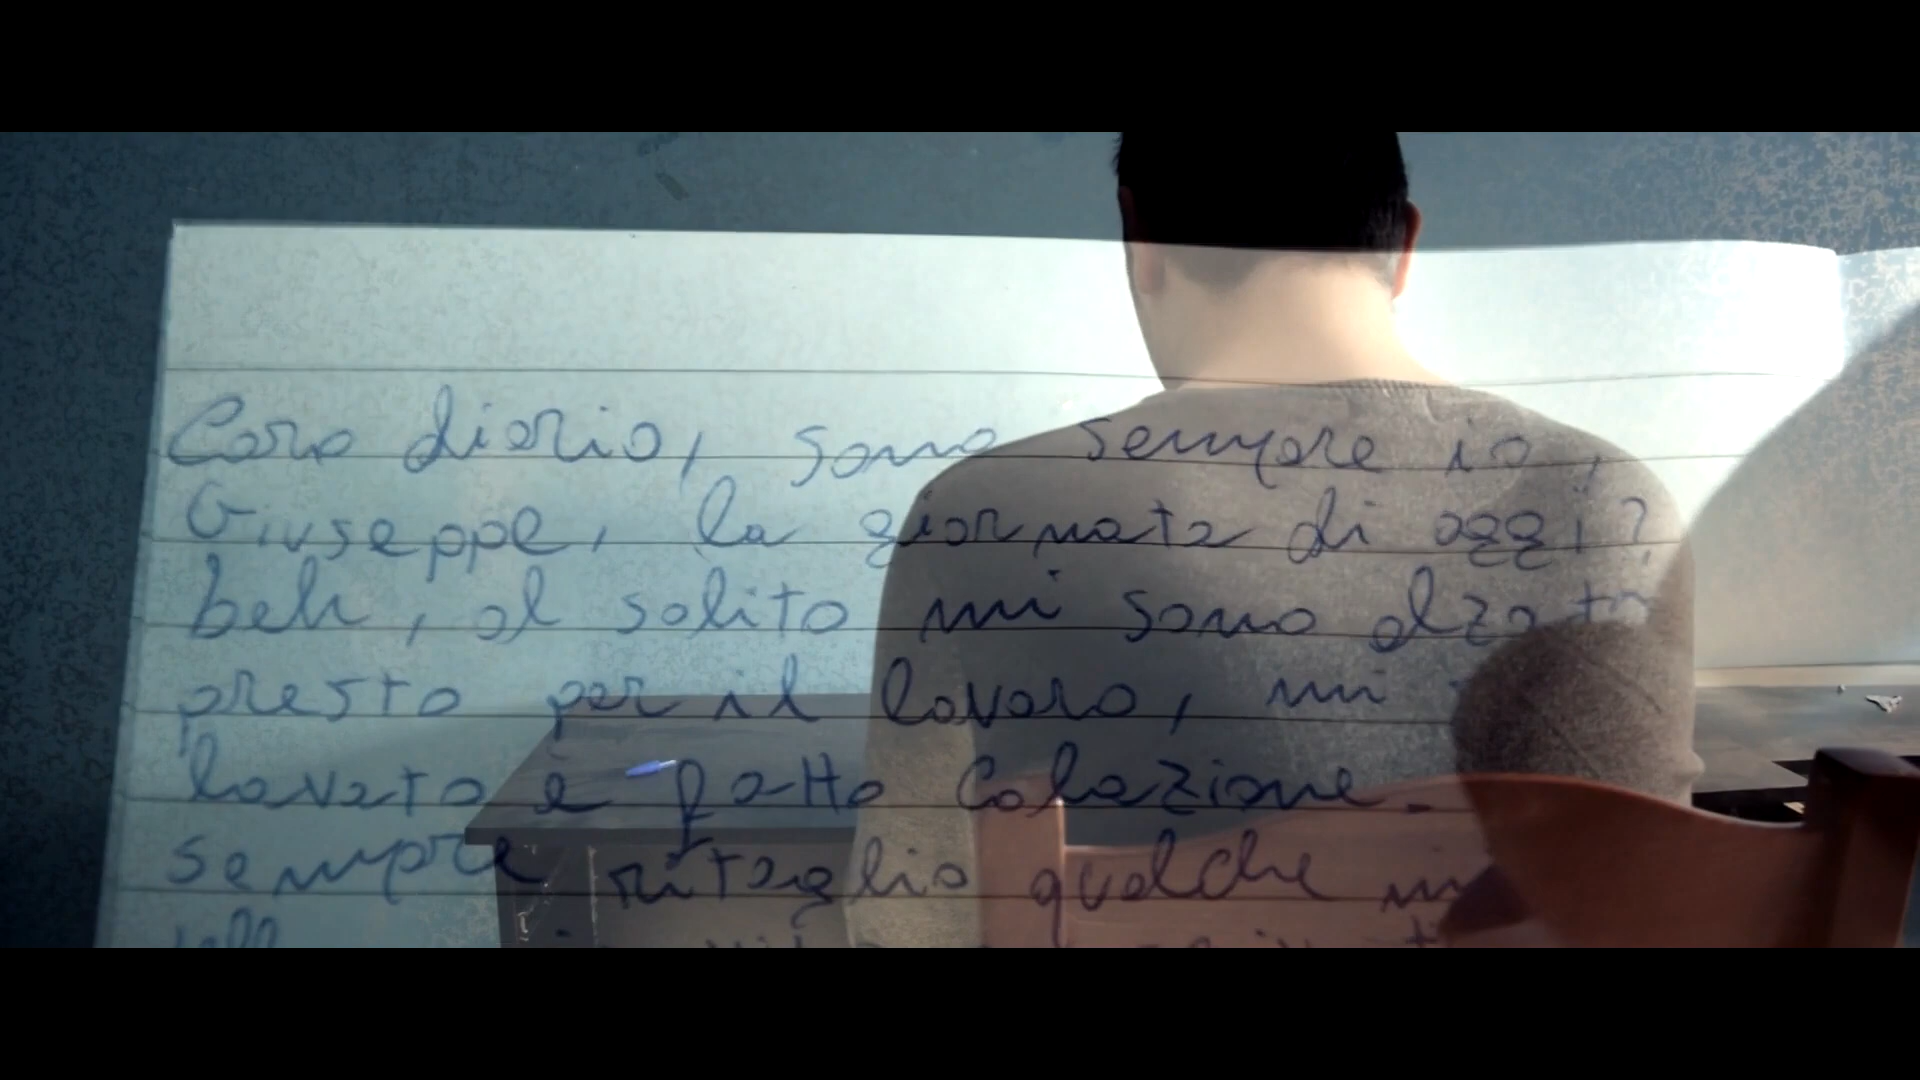 Caro diario, sono sempre io,
Giuseppe, la giornata di oggi?
beh, al solito mi sono alzato
presto per il lavoro, mi
lavato e fatto Colazione.
sempre ritaglio qualche